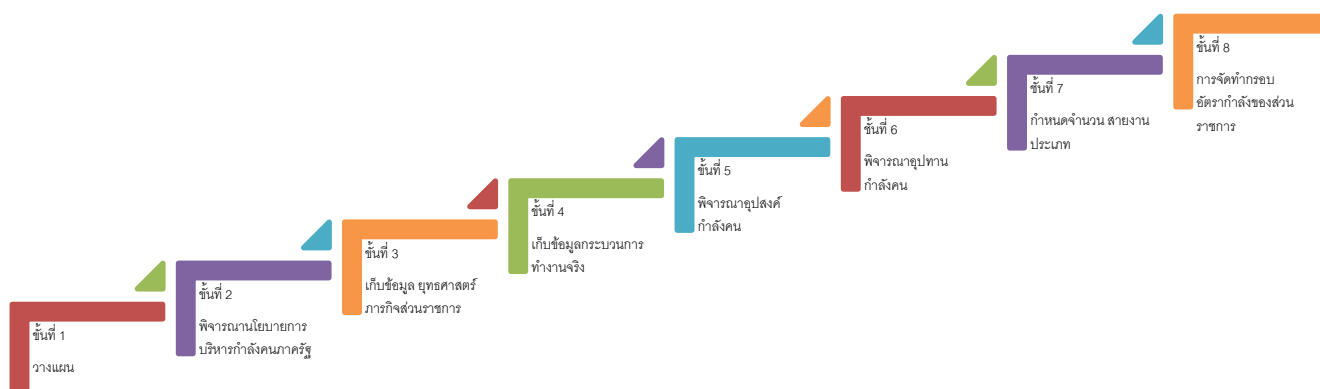 ขั้นที่ 1
วางแผน
ขั้นที่ 2
พิจารณานโยบายการ
บริหารกำลังคนภาครัฐ
ขั้นที่ 3
เก็บข้อมูล ยุทธศาสตร์
ภารกิจส่วนราชการ
ขั้นที่ 4
เก็บข้อมูลกระบวนการ
ทำงานจริง
ขั้นที่ 5
พิจารณาอุปสงค์
กำลังคน
ขั้นที่ 6
พิจารณาอุปทาน
กำลังคน
ขั้นที่ 7
กำหนดจำนวน สายงาน
ประเภท
ขั้นที่ 8
การจัดทำกรอบ
อัตรากำลังของส่วน
ราชการ